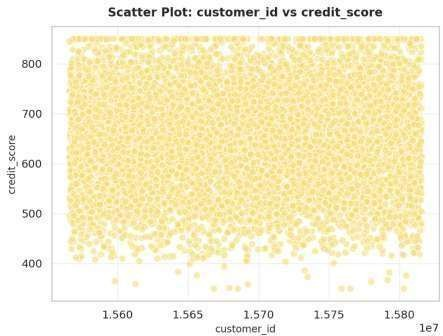 Scatter Plot: customer_id vs credit_score
800
700
600
500
400
credit_score
1.560 1.565 1.570 1.575 1.580
1e7
customer_id